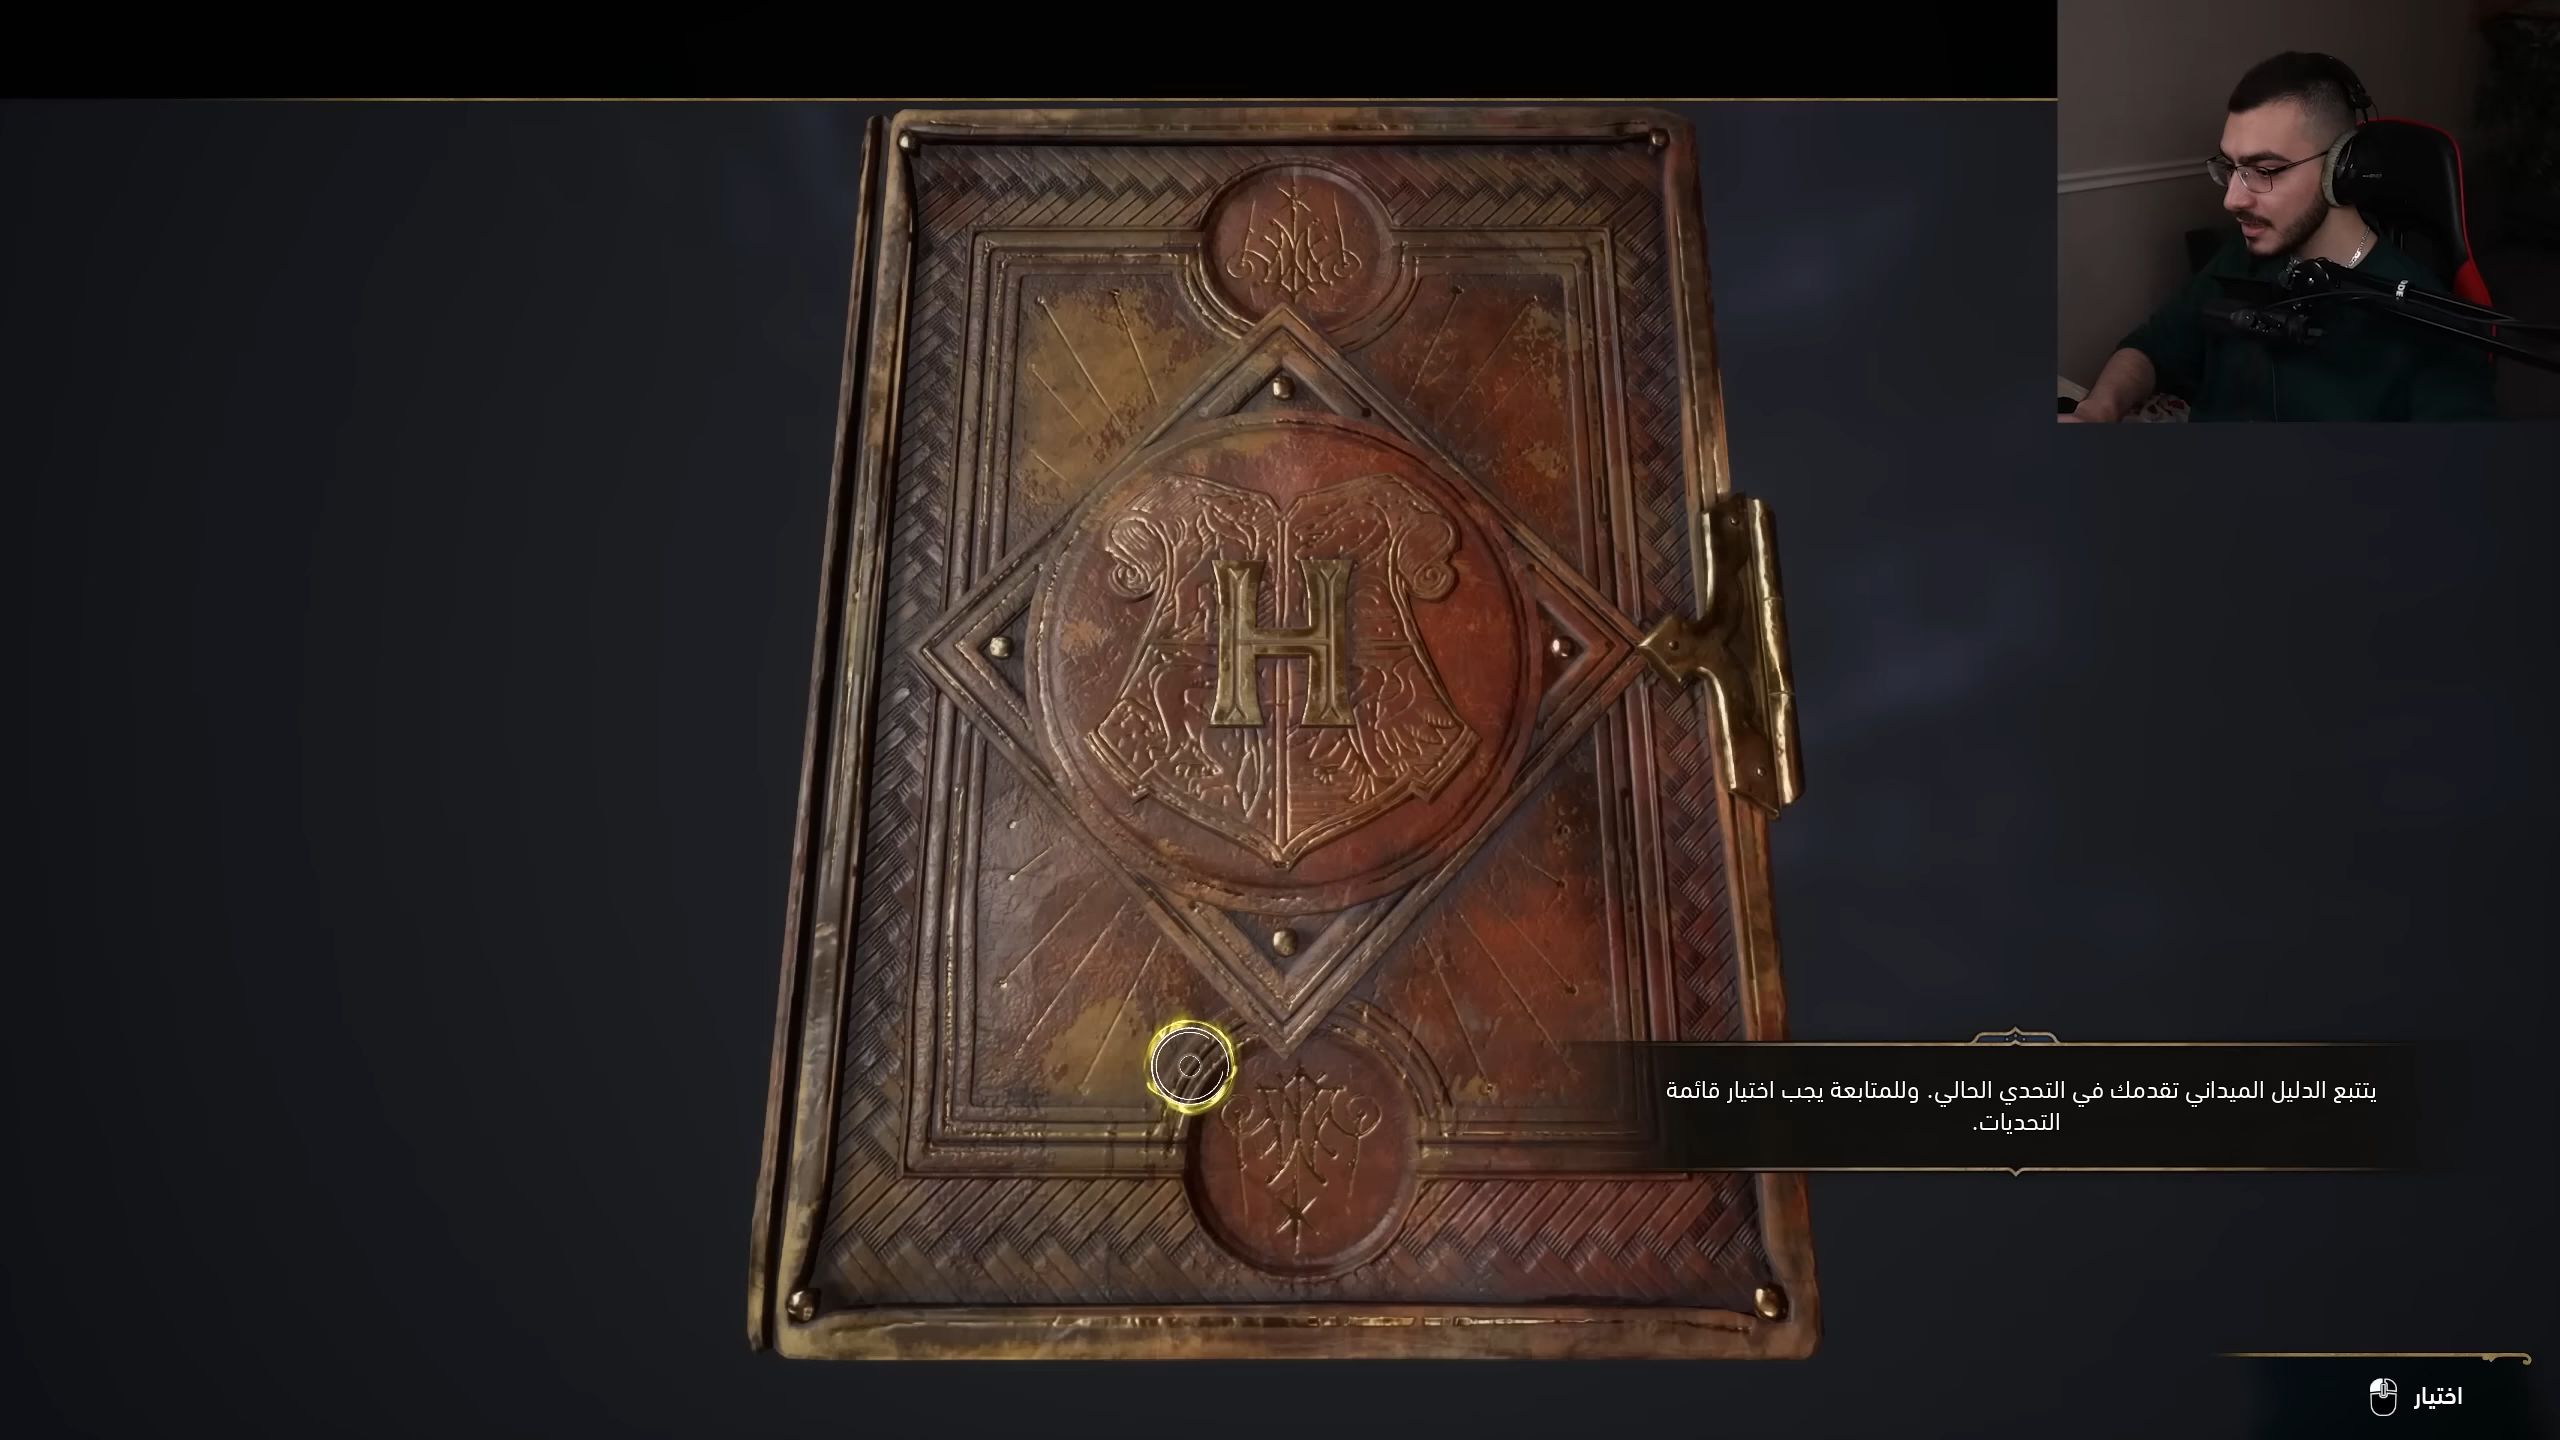 H
يتتبع الدليل الميداني تقدمك في التحدي الحالي. وللمتابعة يجب اختيار قائمة
التحديات.
اختيار